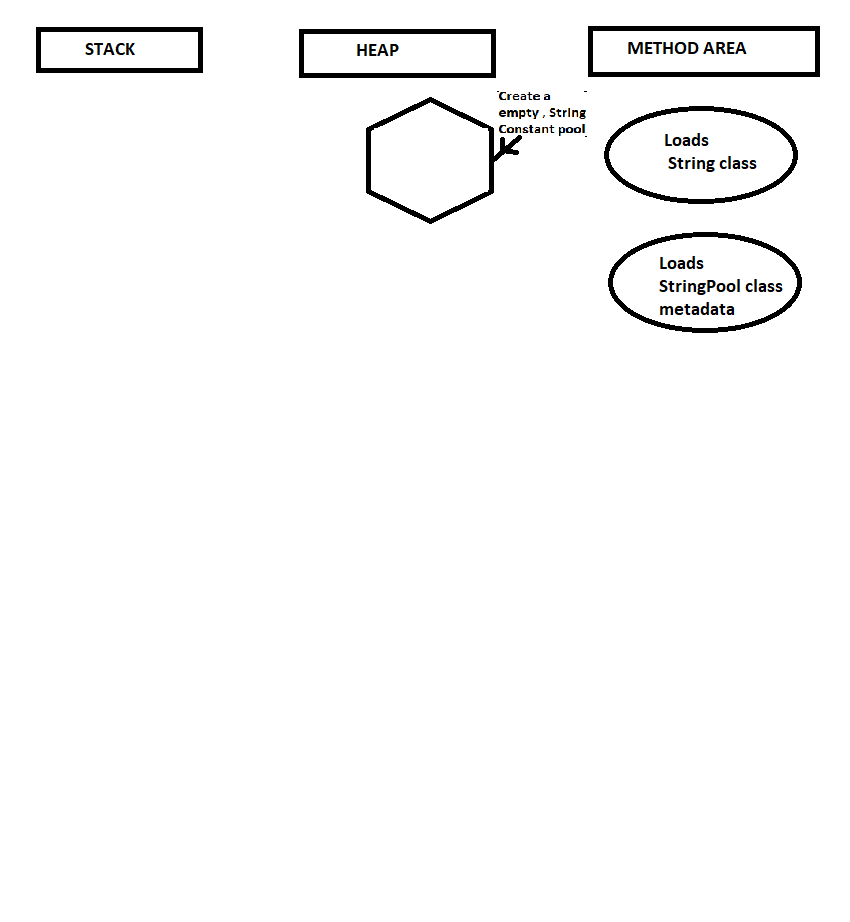 STACK
HEAP
METHOD AREA
Create a
empty , String
Constant pool
Loads
String class
Loads
StringPool class
metadata